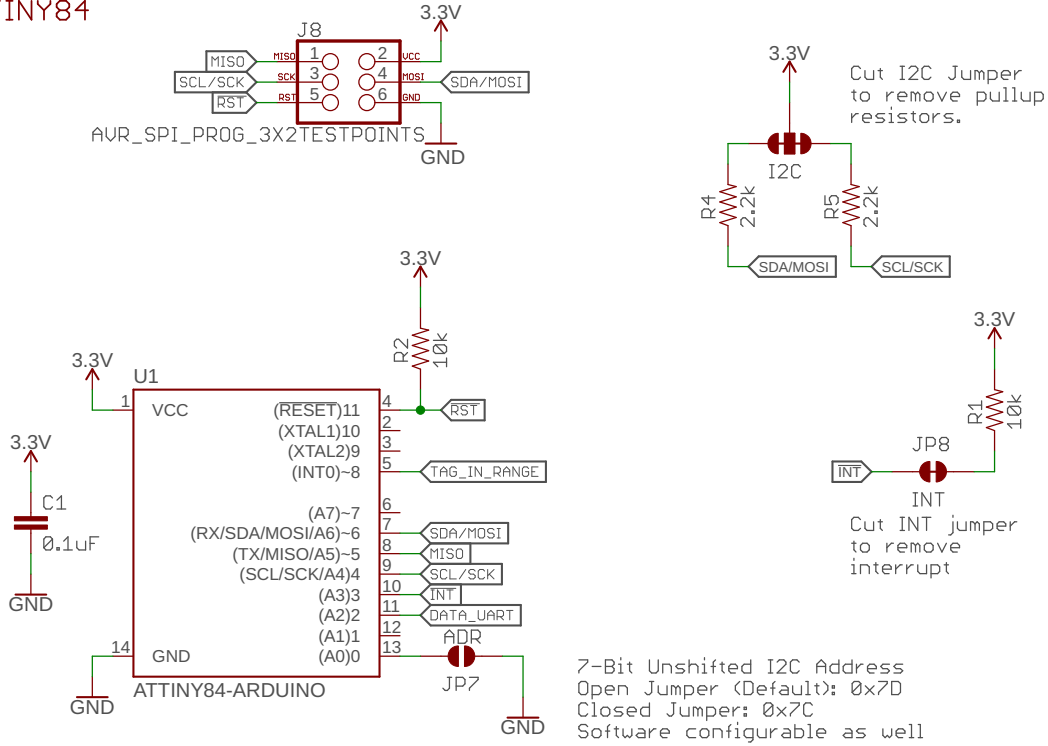 TINY84
3.3V
J8
MISO
MISO
1
2
VCC
SCL/SCK
SCK
3
4
MOSI
SDA/MOSI
RST
RST
5
6
GND
AVR_SPI_PROG_3X2TESTPOINTS
GND
3.3V
Cut I2C Jumper
to remove pullup
resistors.
I2C
R4
2.2k
R5
2.2k
SDA/MOSI
SCL/SCK
3.3V
R2
10k
3.3V
U1
1
VCC
(RESET)11
4
RST
(XTAL1)10
2
(XTAL2)9
3
(INT0)~8
5
TAG_IN_RANGE
(A7)~7
6
(RX/SDA/MOSI/A6)~6
7
SDA/MOSI
(TX/MISO/A5)~5
8
MISO
(SCL/SCK/A4)4
9
SCL/SCK
(A3)3
10
INT
(A2)2
11
DATA_UART
(A1)1
12
14
GND
(A0)0
13
ADR
JP7
GND
ATTINY84-ARDUINO
GND
3.3V
C1
0.1uF
GND
3.3V
R1
10k
JP8
INT
INT
Cut INT jumper
to remove
interrupt
7-Bit Unshifted I2C Address
Open Jumper (Default): 0x7D
Closed Jumper: 0x7C
Software configurable as well